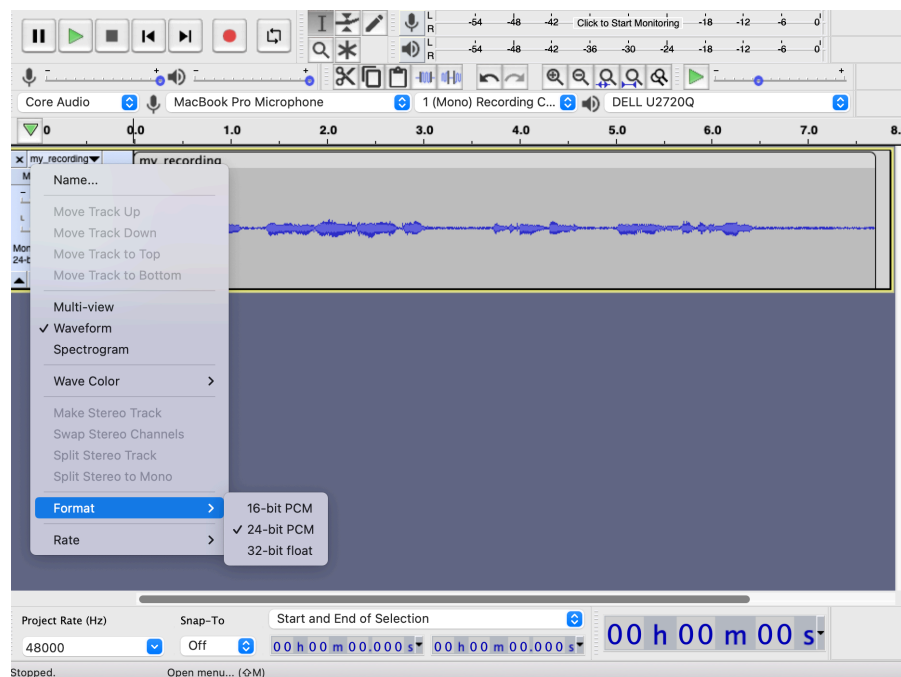 L
R
-54 -48 -42 Click to Start Monitoring -18 -12 -6 0
L
R
-54 -48 -42 -36 -30 -24 -18 -12 -6 0
- +
- +
- +
Core Audio
MacBook Pro Microphone
1 (Mono) Recording C...
DELL U2720Q
0 0.0 1.0 2.0 3.0 4.0 5.0 6.0 7.0 8.
× my_recording
my_recording
M
-
L
Mon
24-b
Name...
Move Track Up
Move Track Down
Move Track to Top
Move Track to Bottom
Multi-view
✓ Waveform
Spectrogram
Wave Color >
Make Stereo Track
Swap Stereo Channels
Split Stereo Track
Split Stereo to Mono
Format >
16-bit PCM
✓ 24-bit PCM
32-bit float
Rate >
Project Rate (Hz)
Snap-To
Start and End of Selection
48000
Off
00 h 00 m 00.000 s
00 h 00 m 00.000 s
00 h 00 m 00 s
Stopped.
Open menu... (⇧M)